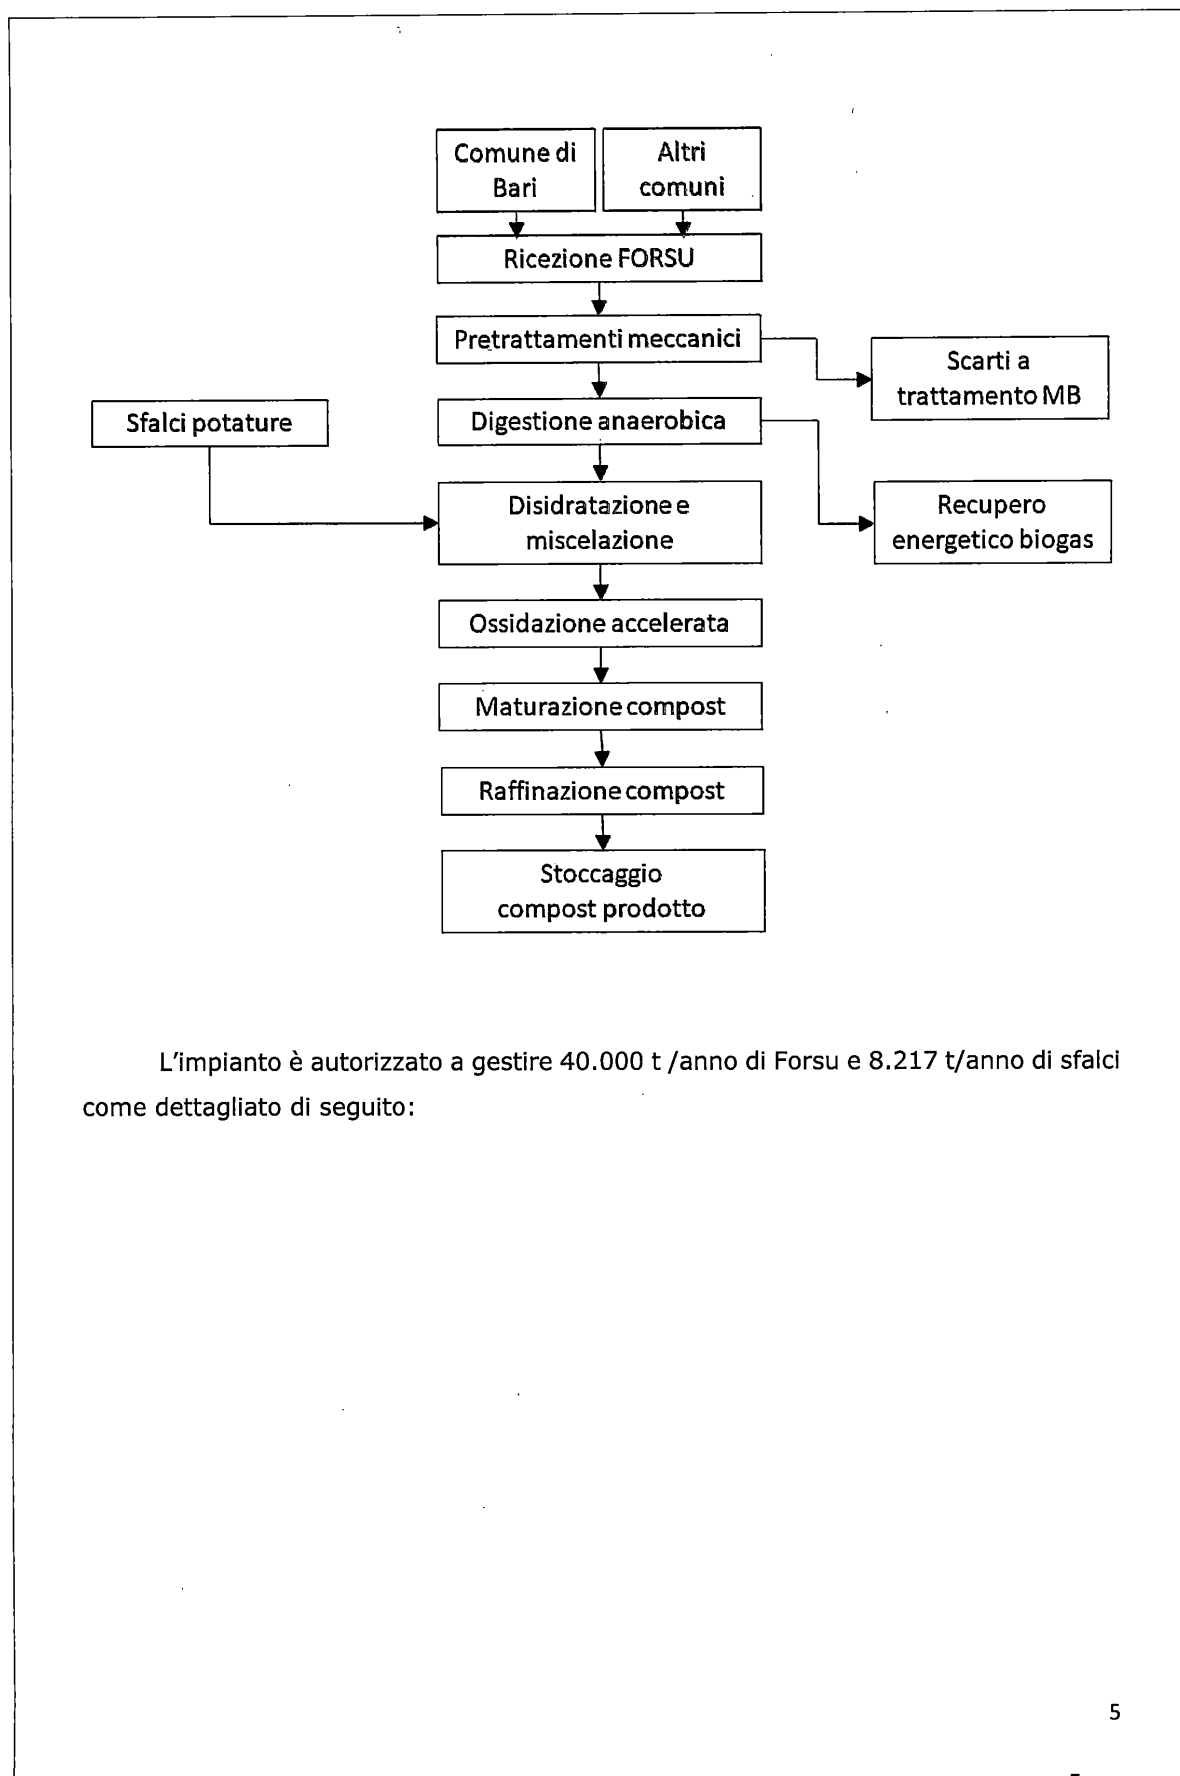 Comune di
Bari
Altri
comuni
Ricezione FORSU
Pretrattamenti meccanici
Scarti a
trattamento MB
Sfalci potature
Digestione anaerobica
Disidratazione e
miscelazione
Recupero
energetico biogas
Ossidazione accelerata
Maturazione compost
Raffinazione compost
Stoccaggio
compost prodotto
L'impianto è autorizzato a gestire 40.000 t /anno di Forsu e 8.217 t/anno di sfalci
come dettagliato di seguito:
5